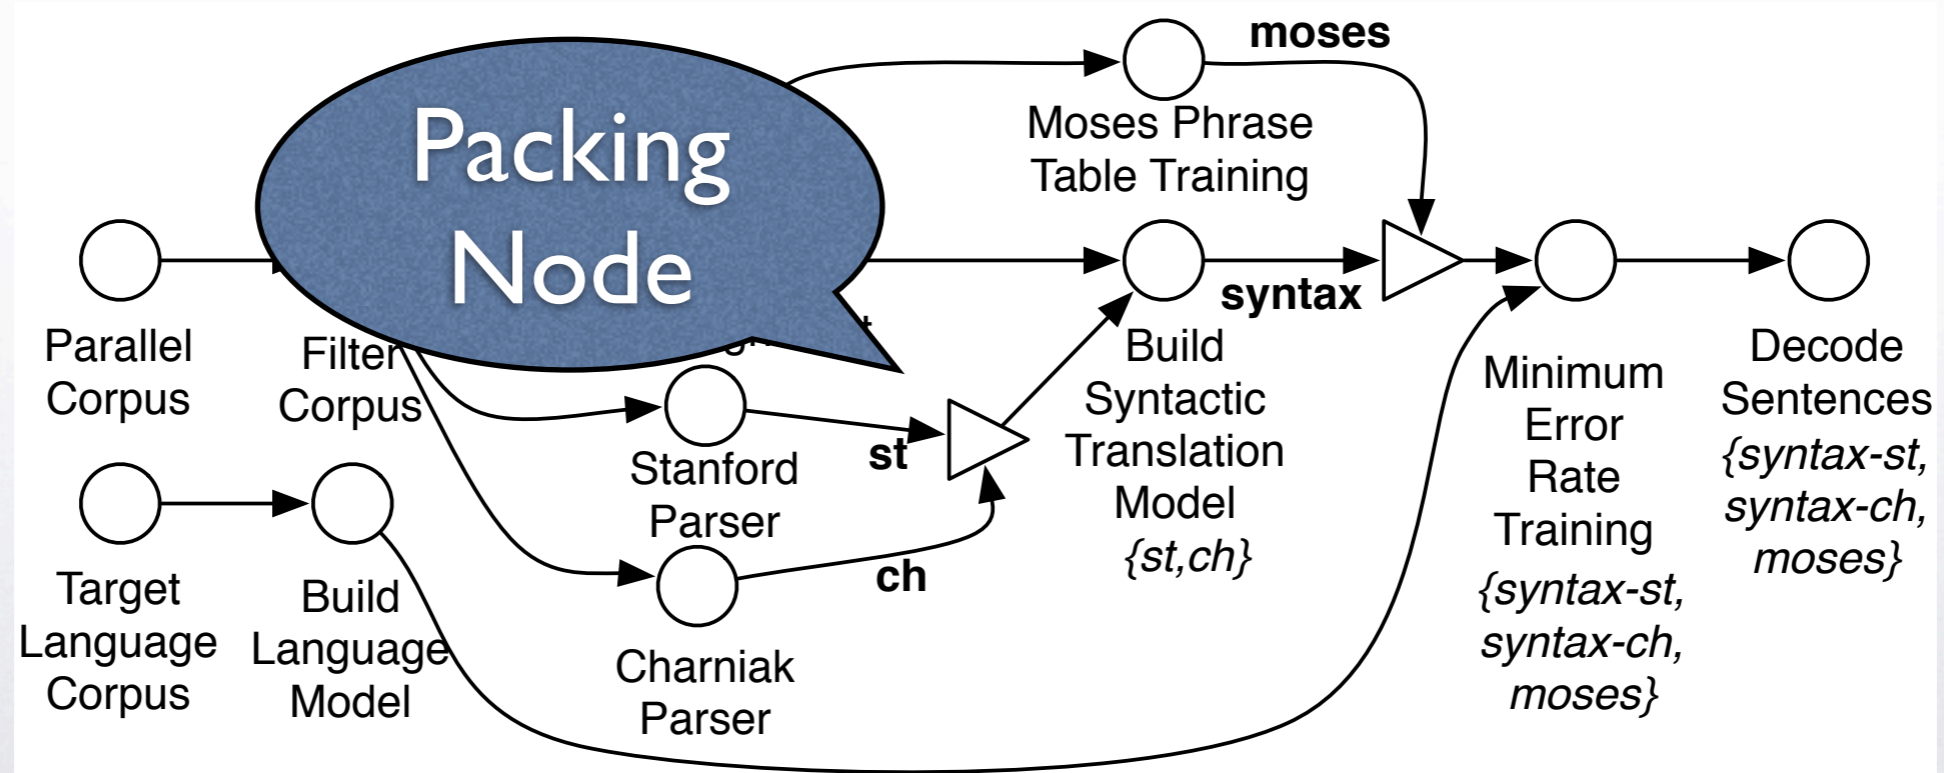 moses
Packing
Node
Moses Phrase
Table Training
syntax
Parallel
Corpus
Filter
Corpus
Stanford
Parser
st
Build
Syntactic
Translation
Model
{st,ch}
Minimum
Error
Rate
Training
{syntax-st,
syntax-ch,
moses}
Decode
Sentences
{syntax-st,
syntax-ch,
moses}
Target
Language
Corpus
Build
Language
Model
Charniak
Parser
ch